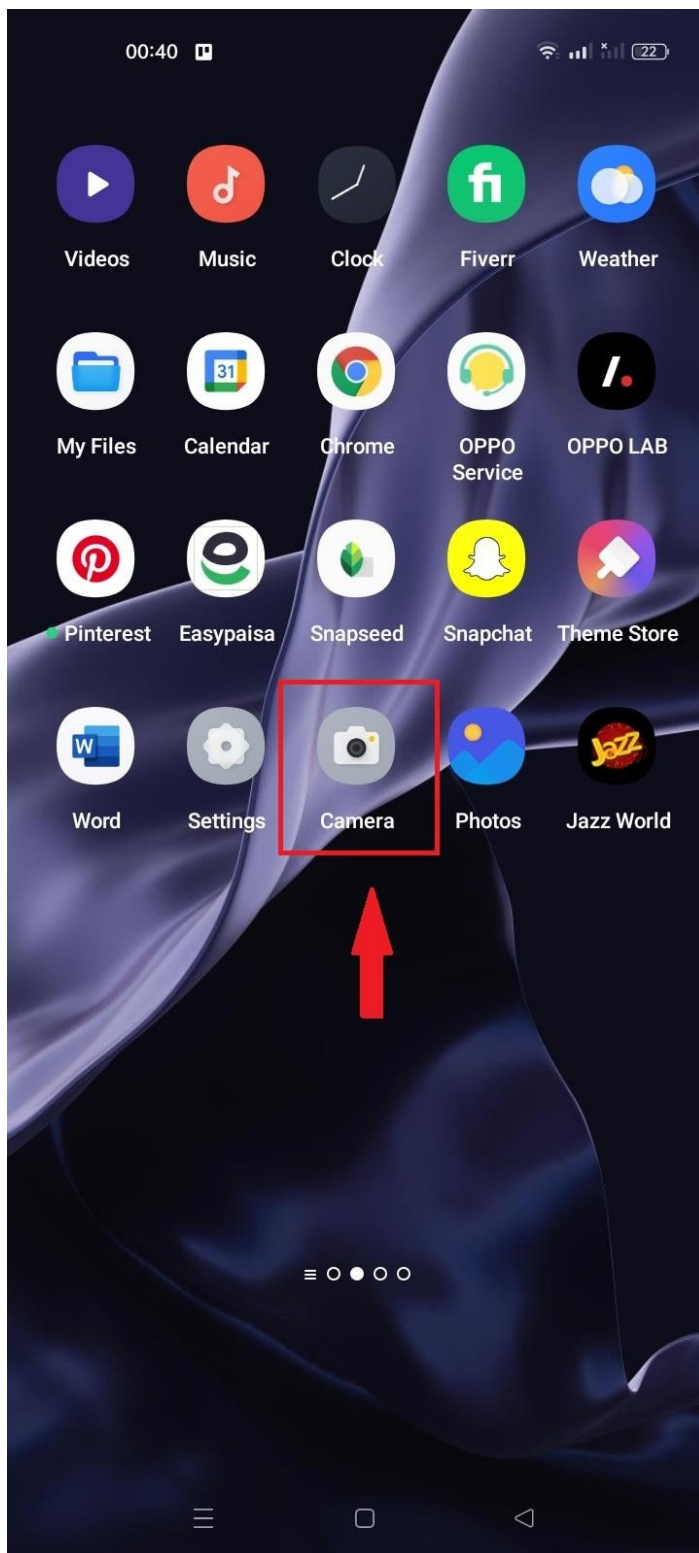 00:40
22
Videos Music Clock Fiverr Weather
31
My Files Calendar Chrome OPPO Service OPPO LAB
Pinterest Easypaisa Snapseed Snapchat Theme Store
W Jazz
Word Settings Camera Photos Jazz World